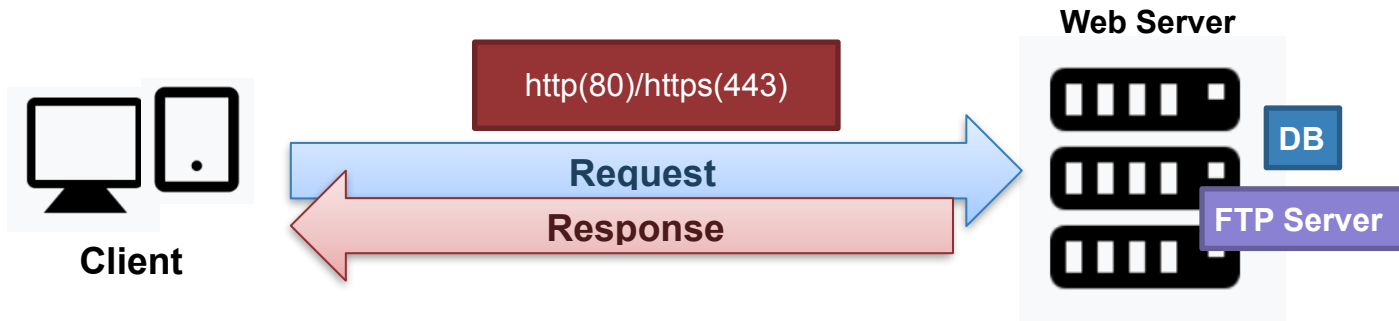 Web Server
http(80)/https(443)
DB
Request
FTP Server
Response
Client